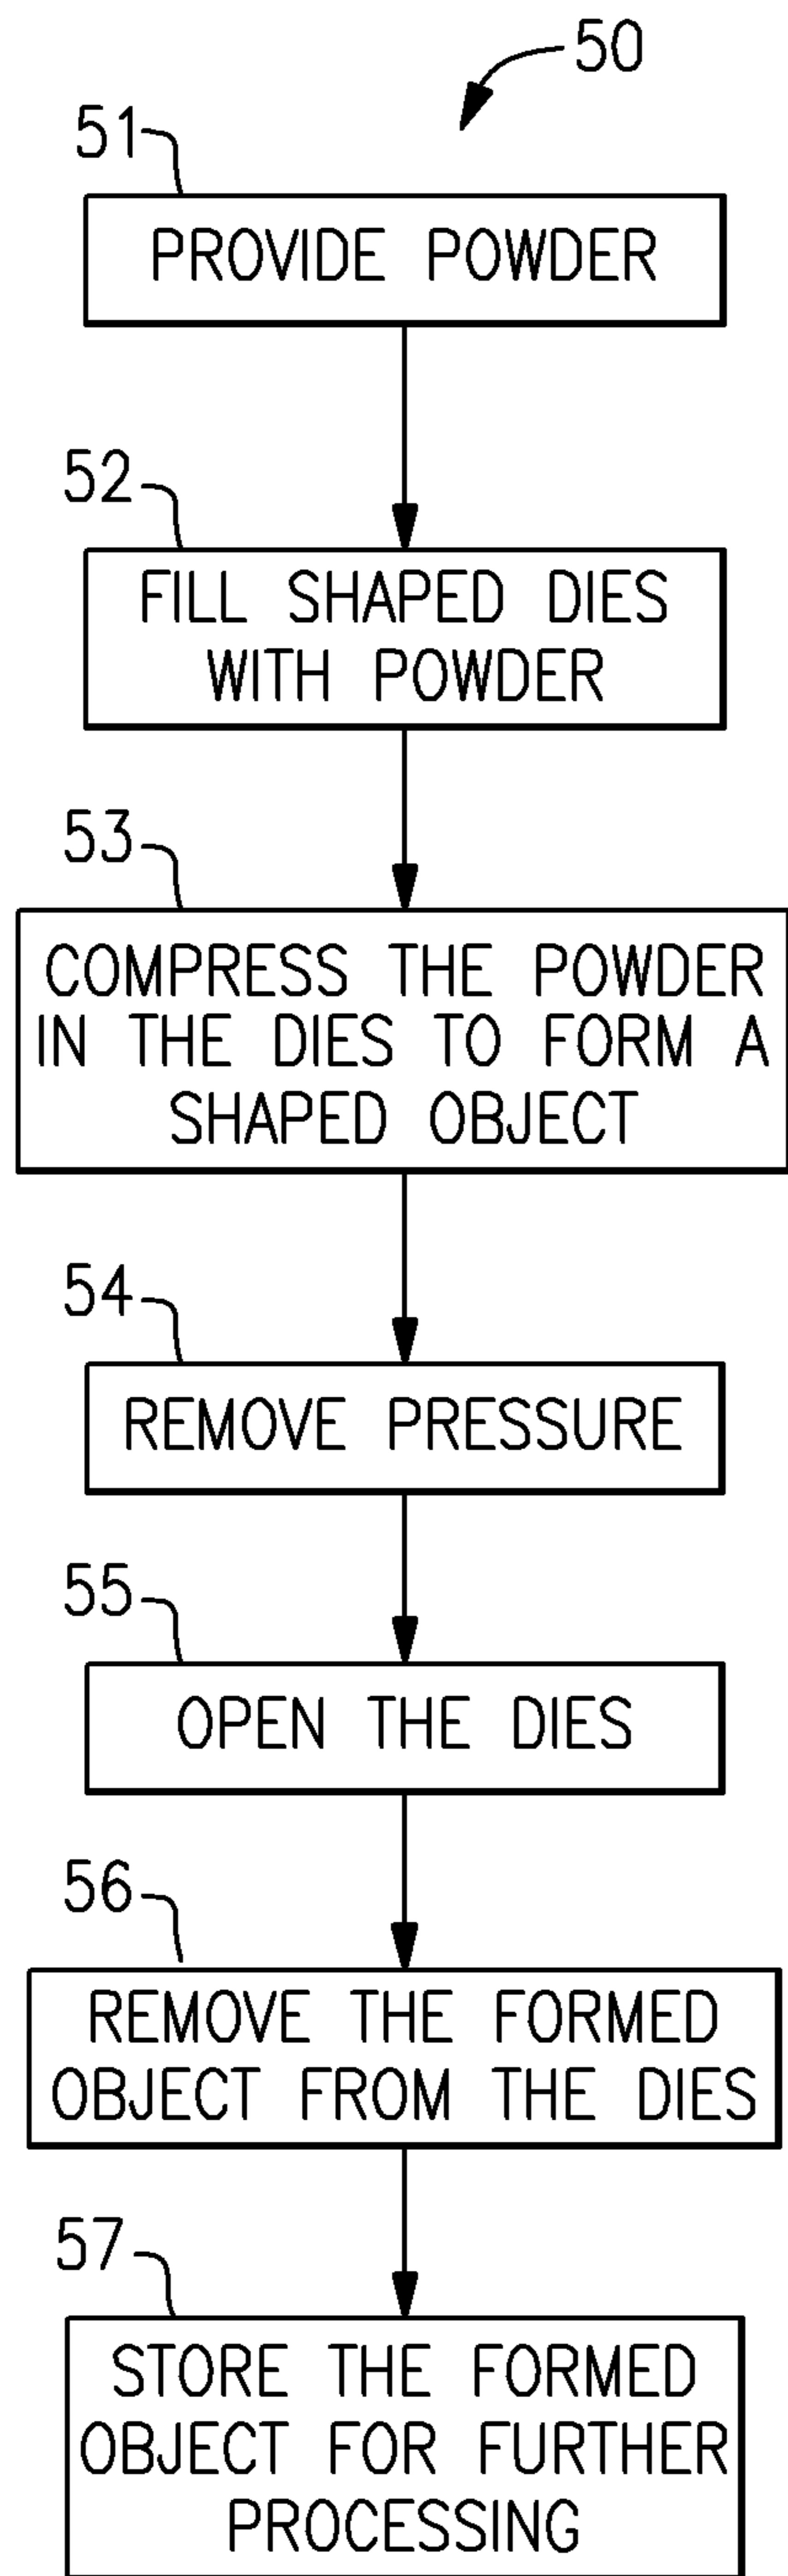 50
51
PROVIDE POWDER
52
FILL SHAPED DIES
WITH POWDER
53
COMPRESS THE POWDER
IN THE DIES TO FORM A
SHAPED OBJECT
54
REMOVE PRESSURE
55
OPEN THE DIES
56
REMOVE THE FORMED
OBJECT FROM THE DIES
57
STORE THE FORMED
OBJECT FOR FURTHER
PROCESSING